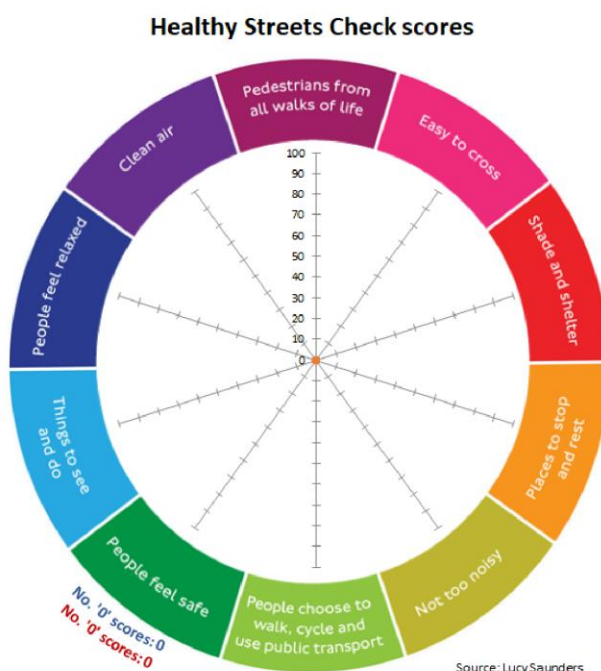 Healthy Streets Check scores
Pedestrians from
all walks of life
Easy to cross
Shade and shelter
Places to stop
and rest
Not too noisy
People choose to
walk, cycle and
use public transport
People feel safe
Things to see
and do
People feel relaxed
Clean air
100
90
80
70
60
50
40
30
20
10
0
No. '0' scores: 0
No. '0' scores: 0
Source: Lucy Saunders